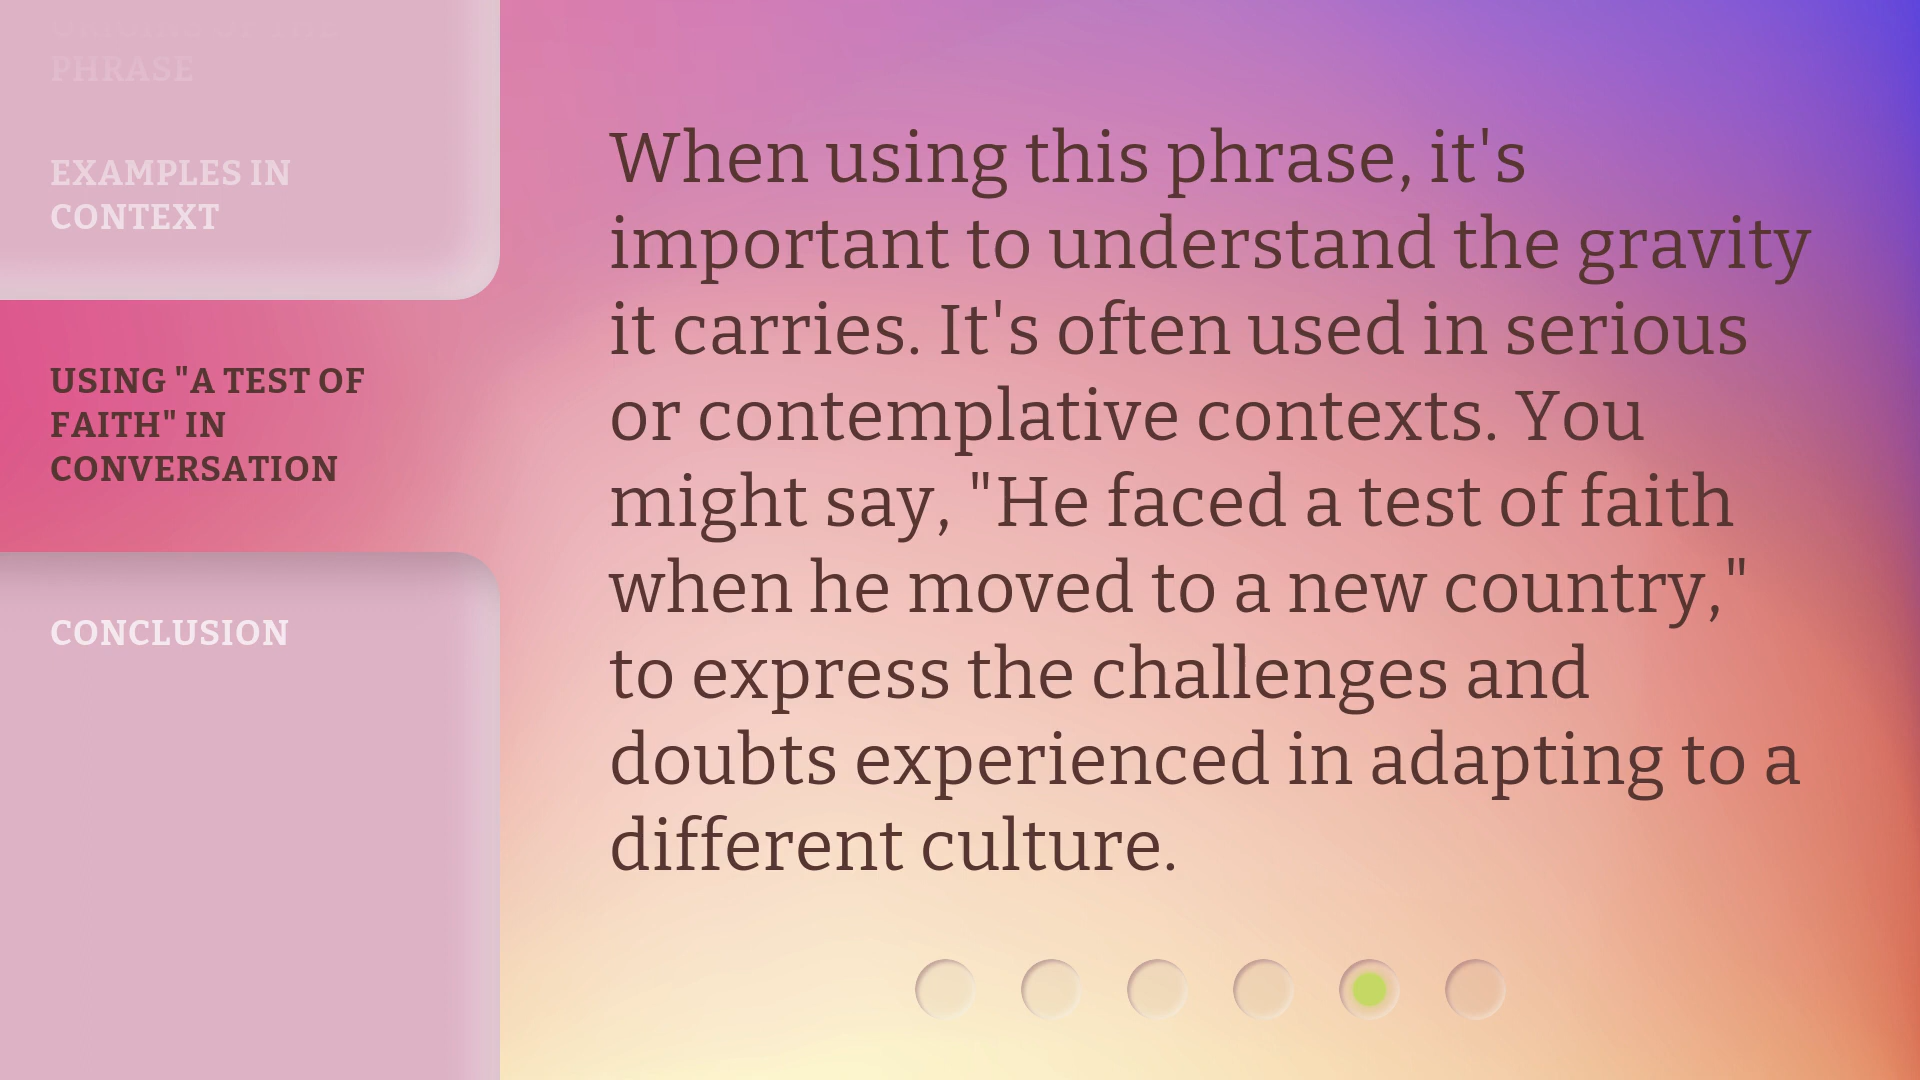 ORIGINS OF THE
PHRASE
EXAMPLES IN
CONTEXT
USING "A TEST OF
FAITH" IN
CONVERSATION
CONCLUSION
When using this phrase, it's
important to understand the gravity
it carries. It's often used in serious
or contemplative contexts. You
might say, "He faced a test of faith
when he moved to a new country,"
to express the challenges and
doubts experienced in adapting to a
different culture.